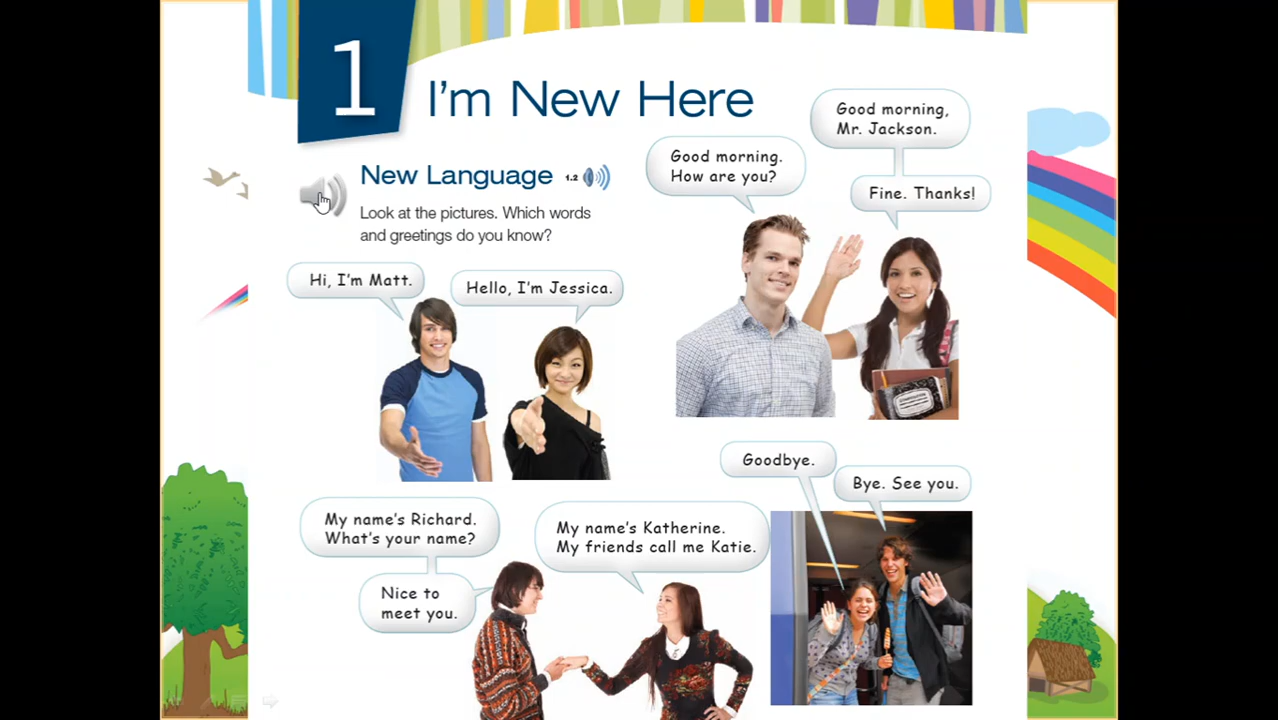 1
I'm New Here
New Language 1.2
Look at the pictures. Which words
and greetings do you know?
Good morning.
How are you?
Good morning,
Mr. Jackson.
Fine. Thanks!
Hi, I'm Matt.
Hello, I'm Jessica.
My name's Richard.
What's your name?
Nice to
meet you.
My name's Katherine.
My friends call me Katie.
Goodbye.
Bye. See you.